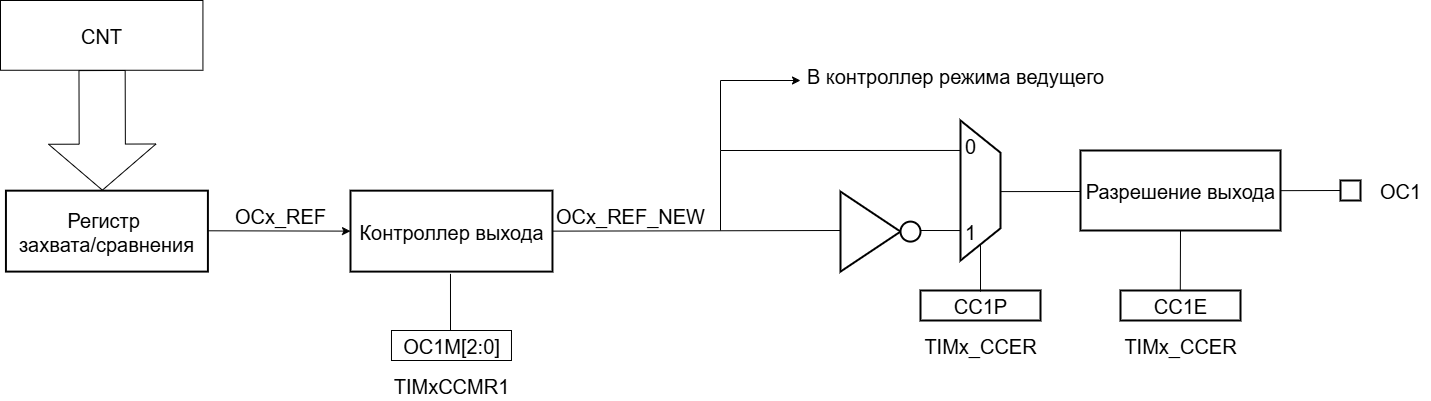 CNT
В контроллер режима ведущего
0
Регистр
захвата/сравнения
OCx_REF
Контроллер выхода
OCx_REF_NEW
1
Разрешение выхода
OC1
CC1P
CC1E
OC1M[2:0]
TIMx_CCER
TIMx_CCER
TIMxCCMR1